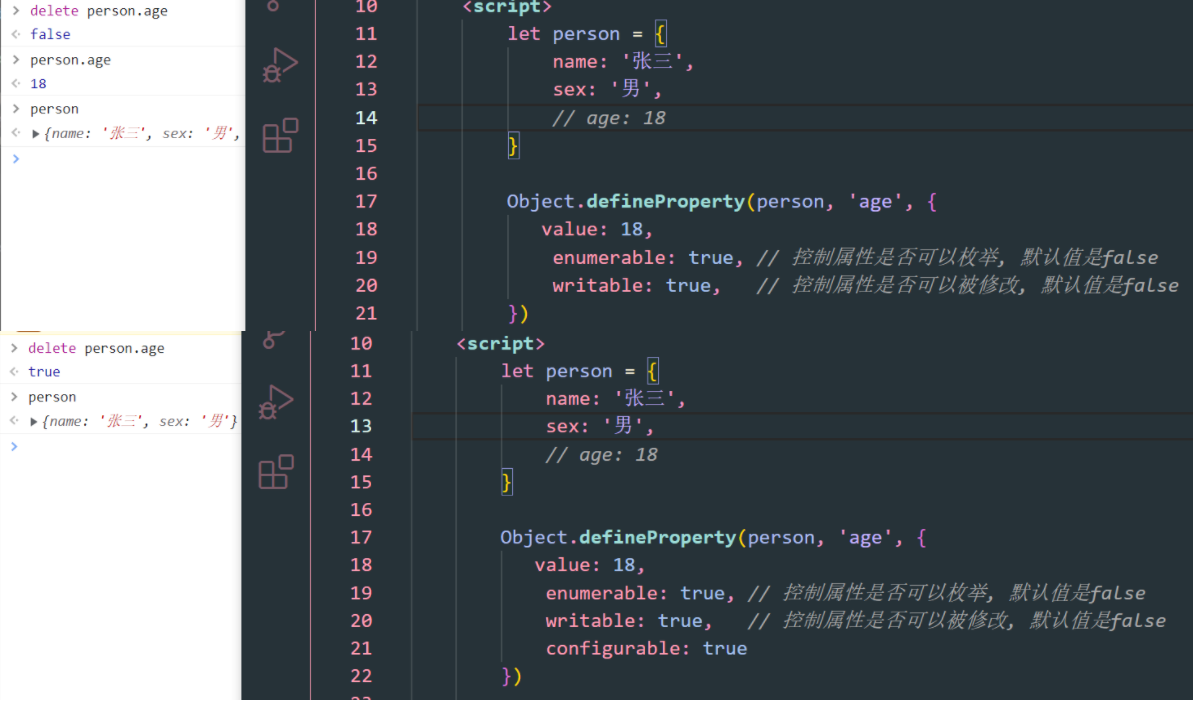 > delete person.age
<· false
> person.age
<· 18
> person
<· ▶{name: '张三', sex: '男',
>
10 <script>
11 let person = {
12 name: '张三',
13 sex: '男',
14 // age: 18
15 }
16
17 Object.defineProperty(person, 'age', {
18 value: 18,
19 enumerable: true, // 控制属性是否可以枚举, 默认值是false
20 writable: true, // 控制属性是否可以被修改, 默认值是false
21 })
> delete person.age
<· true
> person
<· ▶{name: '张三', sex: '男'}
>
10 <script>
11 let person = {
12 name: '张三',
13 sex: '男',
14 // age: 18
15 }
16
17 Object.defineProperty(person, 'age', {
18 value: 18,
19 enumerable: true, // 控制属性是否可以枚举, 默认值是false
20 writable: true, // 控制属性是否可以被修改, 默认值是false
21 configurable: true
22 })